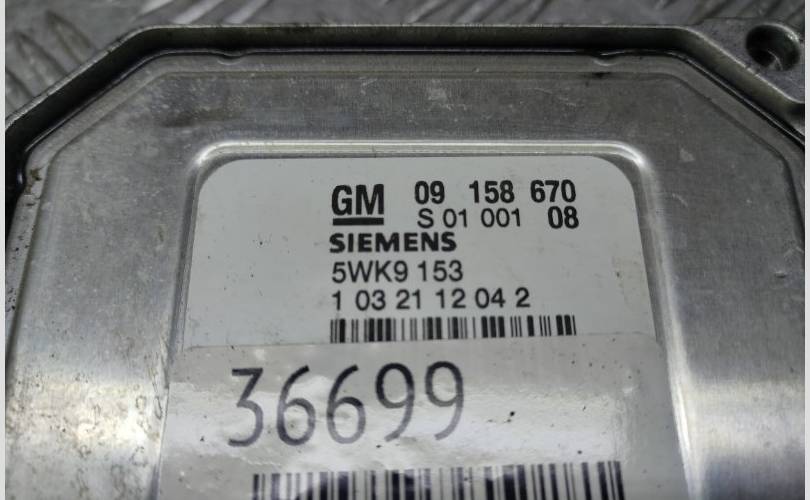 GM 09 158 670
S 01 001 08
SIEMENS
5WK9 153
1 03 21 12 04 2
36699